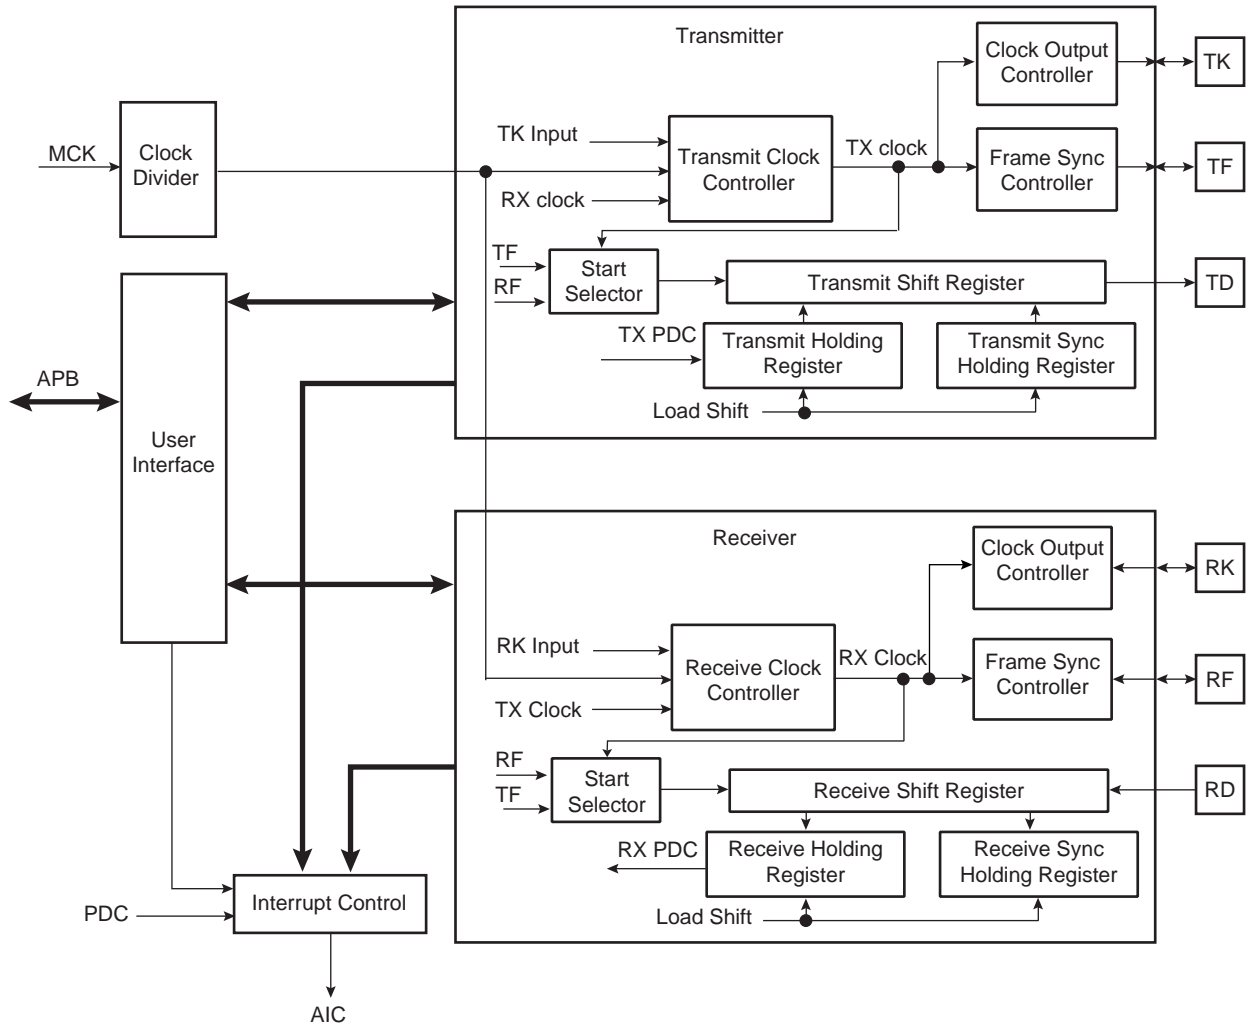 Transmitter
Clock Output
Controller
TK
MCK
Clock
Divider
TK Input
Transmit Clock
Controller
RX clock
TX clock
Frame Sync
Controller
TF
TF
RF
Start
Selector
Transmit Shift Register
TD
TX PDC
Transmit Holding
Register
Transmit Sync
Holding Register
Load Shift
APB
User
Interface
Receiver
Clock Output
Controller
RK
RK Input
Receive Clock
Controller
TX Clock
RX Clock
Frame Sync
Controller
RF
RF
TF
Start
Selector
Receive Shift Register
RD
RX PDC
Receive Holding
Register
Receive Sync
Holding Register
Load Shift
PDC
Interrupt Control
AIC